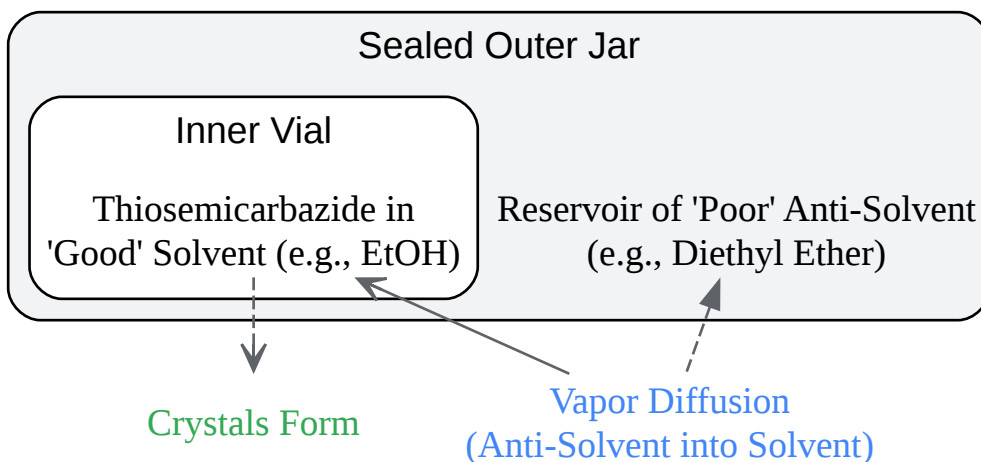 Sealed Outer Jar
Inner Vial
Thiosemicarbazide in
'Good' Solvent (e.g., EtOH)
Reservoir of 'Poor' Anti-Solvent
(e.g., Diethyl Ether)
Crystals Form
Vapor Diffusion
(Anti-Solvent into Solvent)